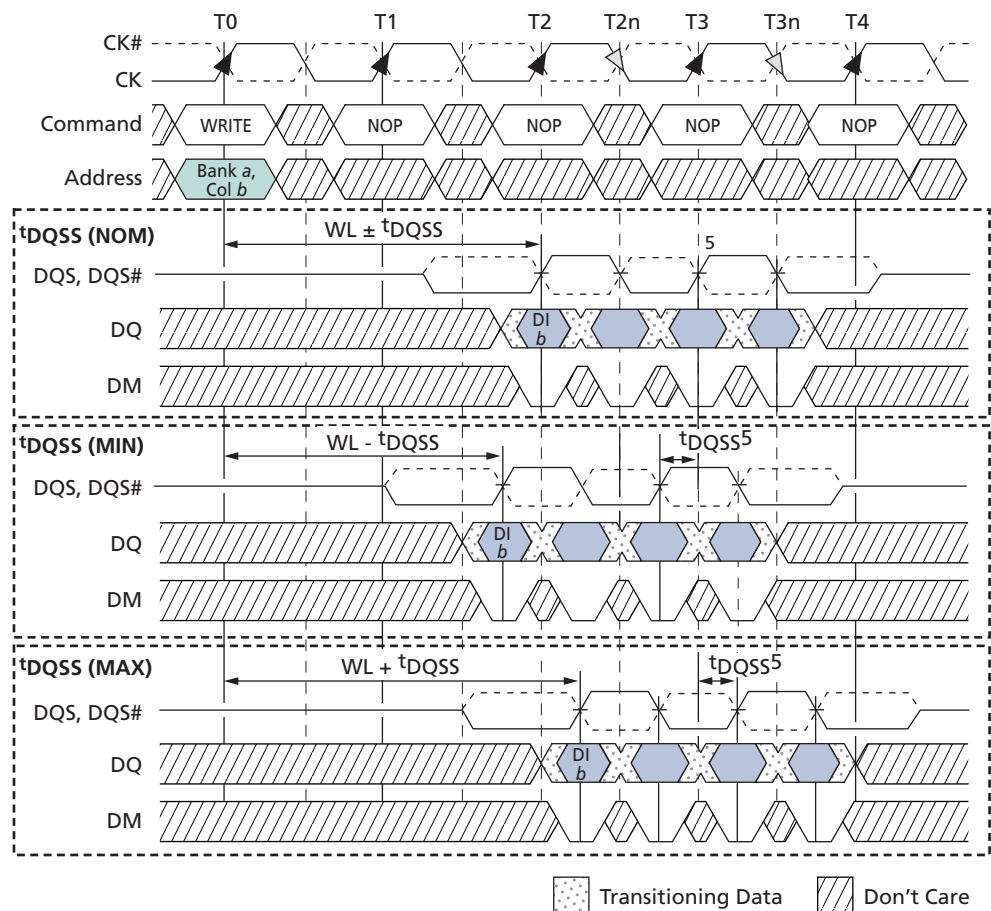 T0 T1 T2 T2n T3 T3n T4
CK#
CK
Command WRITE NOP NOP NOP NOP
Address Bank a,
Col b
tDQSS (NOM) WL ± tDQSS
5
DQS, DQS#
DQ DI
b
DM
tDQSS (MIN) WL - tDQSS tDQSS5
DQS, DQS#
DQ DI
b
DM
tDQSS (MAX) WL + tDQSS tDQSS5
DQS, DQS#
DQ DI
b
DM
Transitioning Data Don't Care